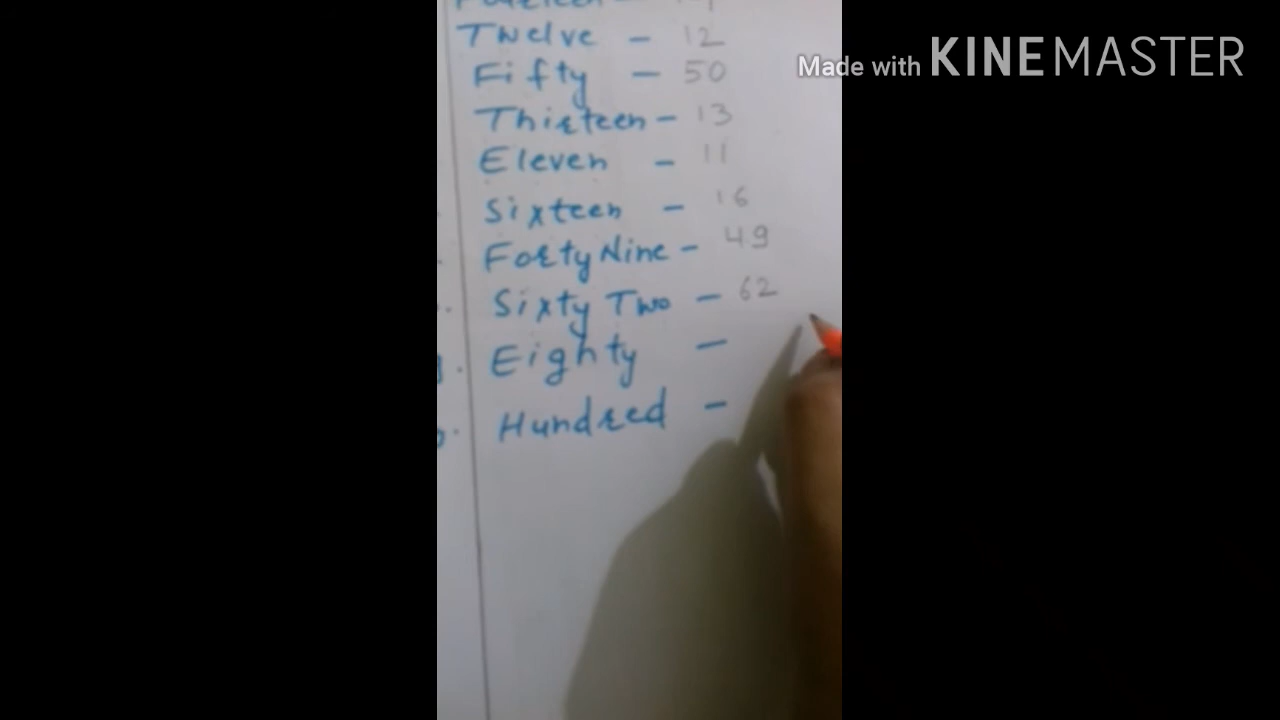 Twelve - 12
Made with KINEMASTER
Fifty - 50
Thirteen - 13
Eleven - 11
Sixteen - 16
Forty Nine - 49
Sixty Two - 62
Eighty -
Hundred -